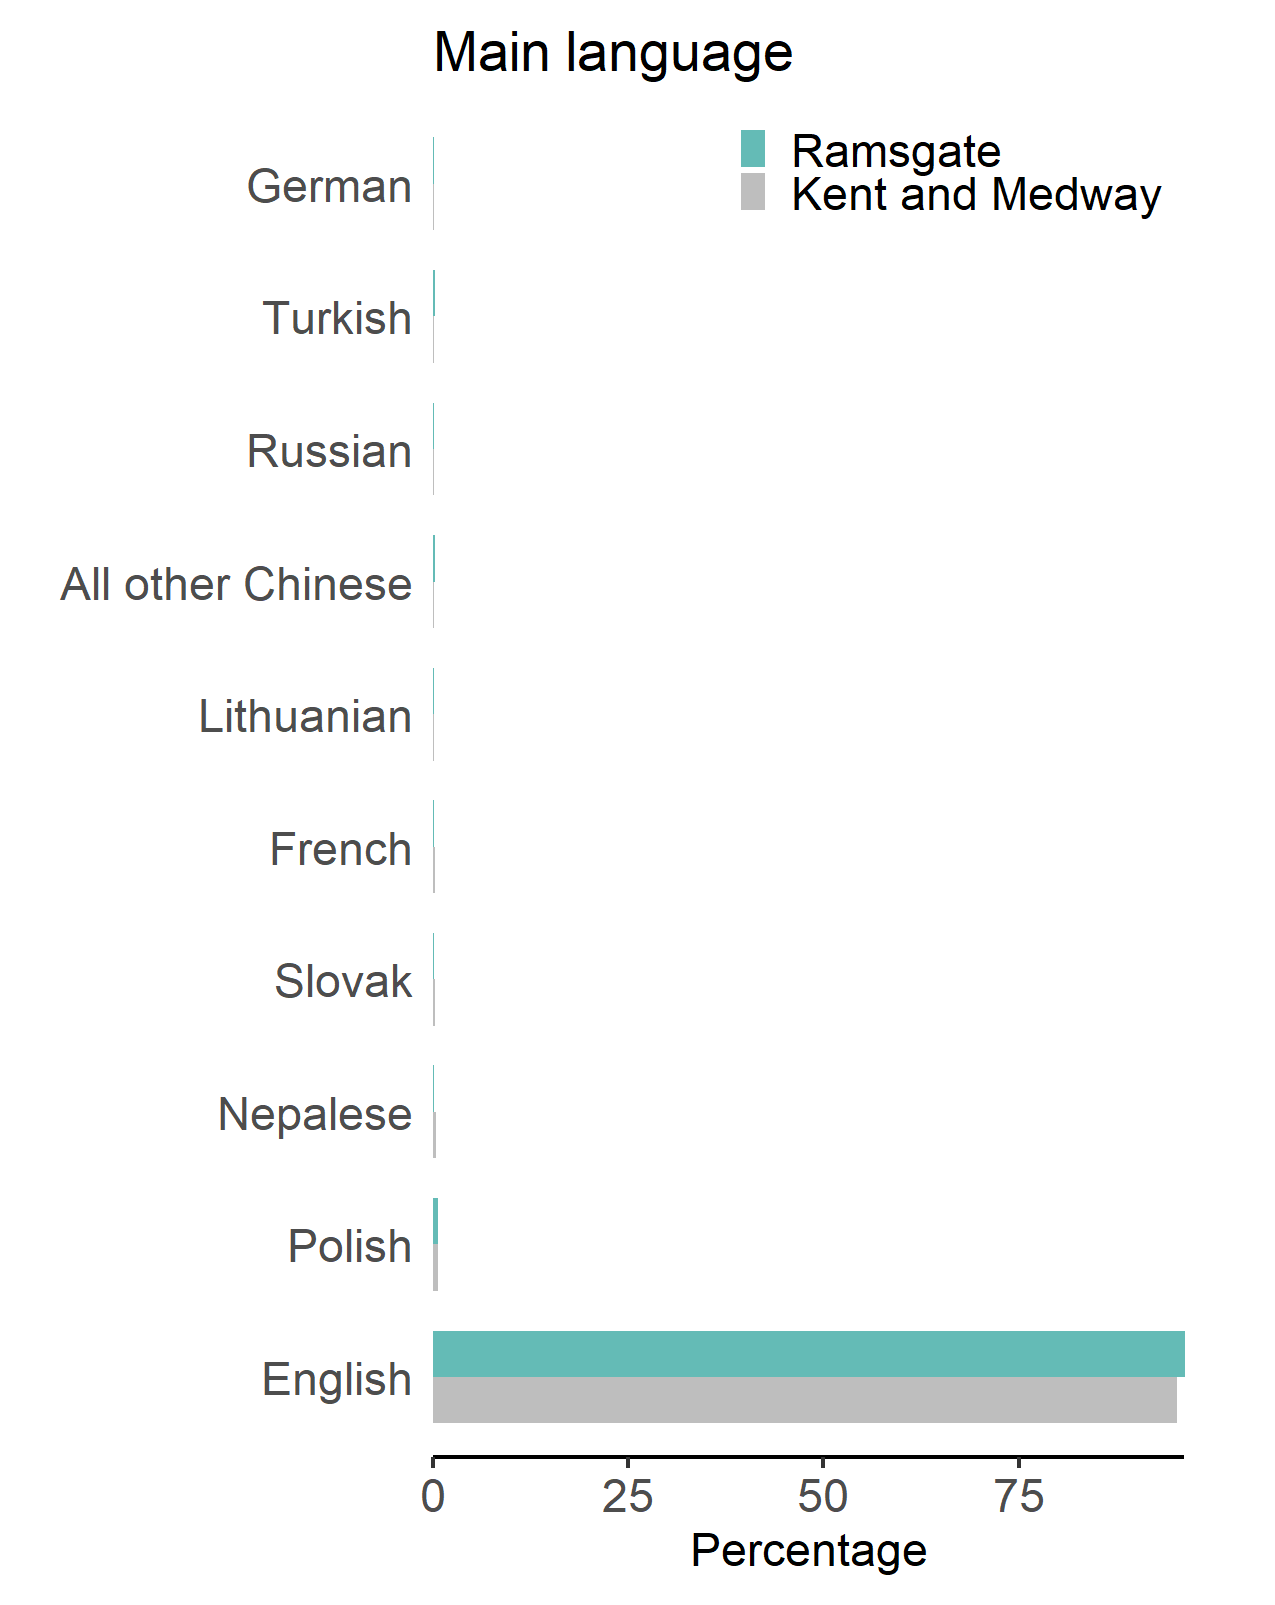 Main language
Ramsgate
Kent and Medway
German
Turkish
Russian
All other Chinese
Lithuanian
French
Slovak
Nepalese
Polish
English
0 25 50 75
Percentage